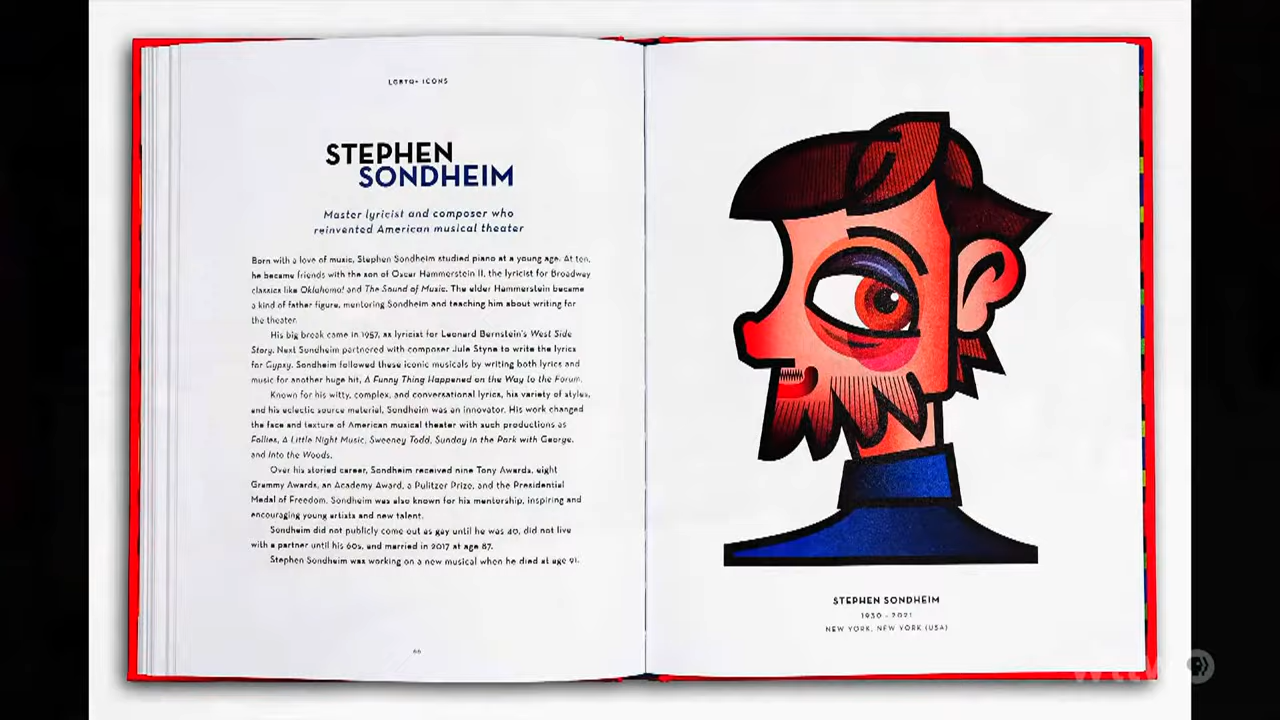 LGBTQ+ ICONS
STEPHEN
SONDHEIM
Master lyricist and composer who
reinvented American musical theater
Born with a love of music, Stephen Sondheim studied piano at a young age. At ten,
he became friends with the son of Oscar Hammerstein II, the lyricist for Broadway
classics like Oklahoma! and The Sound of Music. The elder Hammerstein became
a kind of father figure, mentoring Sondheim and teaching him about writing for
the theater.
His big break came in 1957, as lyricist for Leonard Bernstein's West Side
Story. Next Sondheim partnered with composer Jule Styne to write the lyrics
for Gypsy. Sondheim followed these iconic musicals by writing both lyrics and
music for another huge hit, A Funny Thing Happened on the Way to the Forum.
Known for his witty, complex, and conversational lyrics, his variety of styles,
and his eclectic source material, Sondheim was an innovator. His work changed
the face and texture of American musical theater with such productions as
Follies, A Little Night Music, Sweeney Todd, Sunday in the Park with George,
and Into the Woods.
Over his storied career, Sondheim received nine Tony Awards, eight
Grammy Awards, an Academy Award, a Pulitzer Prize, and the Presidential
Medal of Freedom. Sondheim was also known for his mentorship, inspiring and
encouraging young artists and new talent.
Sondheim did not publicly come out as gay until he was 40, did not live
with a partner until his 60s, and married in 2017 at age 87.
Stephen Sondheim was working on a new musical when he died at age 91.
66
STEPHEN SONDHEIM
1930 - 2021
NEW YORK, NEW YORK (USA)
wttw